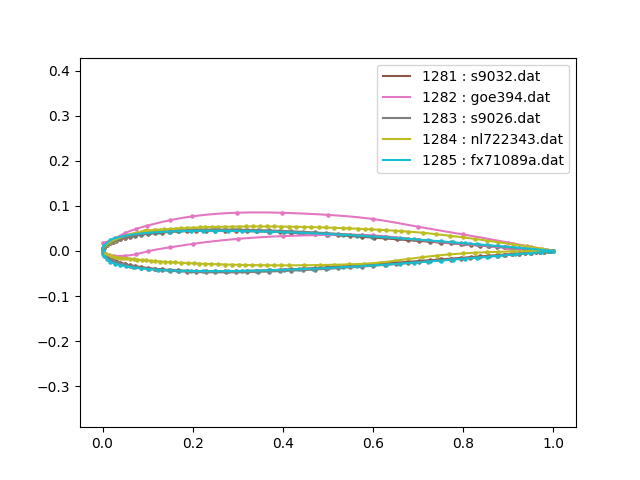 0.4
0.3
0.2
0.1
0.0
−0.1
−0.2
−0.3
0.0 0.2 0.4 0.6 0.8 1.0
1281 : s9032.dat
1282 : goe394.dat
1283 : s9026.dat
1284 : nl722343.dat
1285 : fx71089a.dat